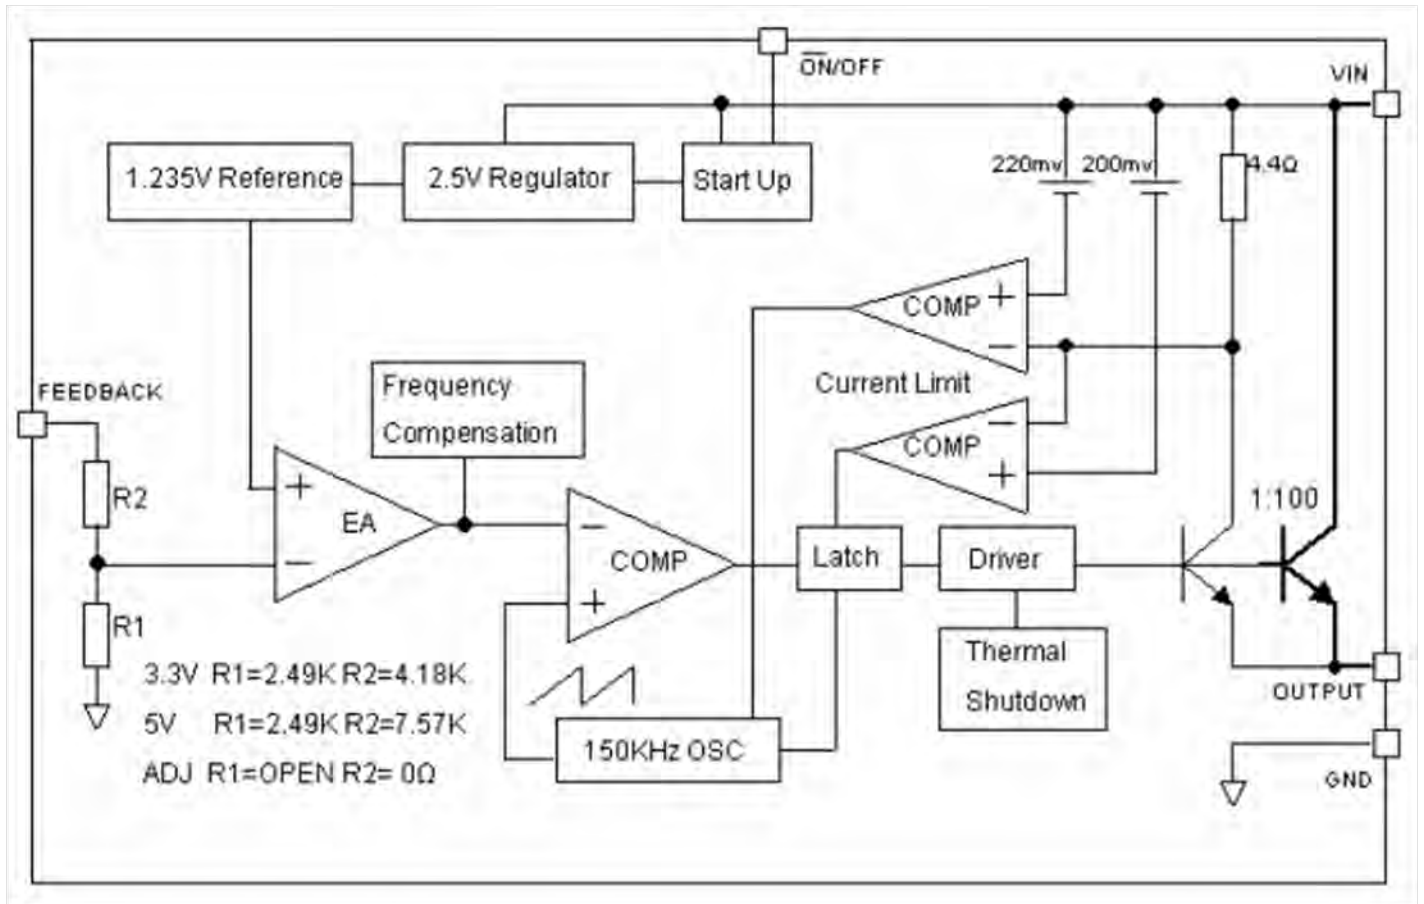 ON/OFF
VIN
1.235V Reference
2.5V Regulator
Start Up
220mv
200mv
4.4Ω
COMP
+
−
Current Limit
COMP
−
+
FEEDBACK
Frequency
Compensation
R2
+
EA
−
−
COMP
+
1:100
Latch
Driver
R1
Thermal
Shutdown
3.3V R1=2.49K R2=4.18K
5V R1=2.49K R2=7.57K
ADJ R1=OPEN R2= 0Ω
150KHz OSC
OUTPUT
GND